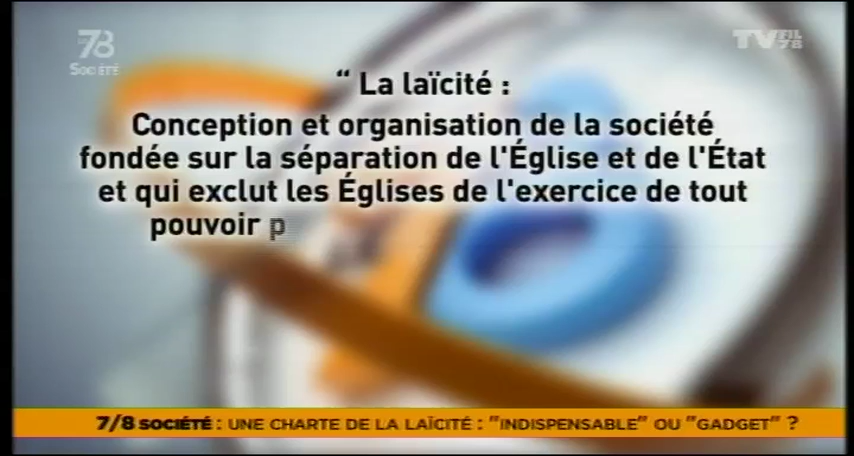 7/8
SOCIÉTÉ
TV FIL
78
“ La laïcité :
Conception et organisation de la société
fondée sur la séparation de l'Église et de l'État
et qui exclut les Églises de l'exercice de tout
pouvoir p
7/8 SOCIÉTÉ : UNE CHARTE DE LA LAÏCITÉ : "INDISPENSABLE" OU "GADGET" ?